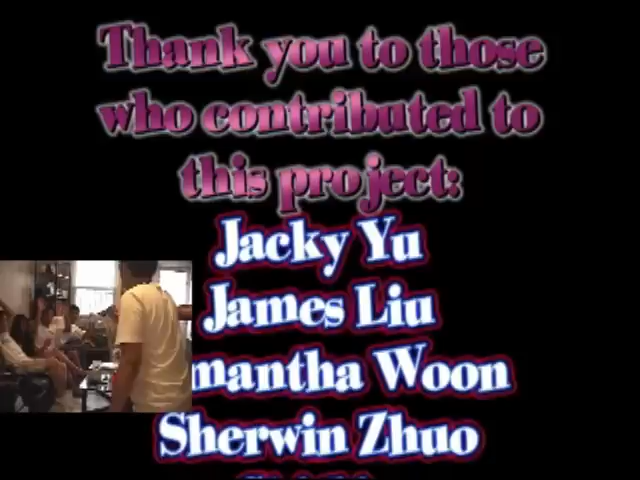 Thank you to those
who contributed to
this project:
Jacky Yu
James Liu
mantha Woon
Sherwin Zhuo